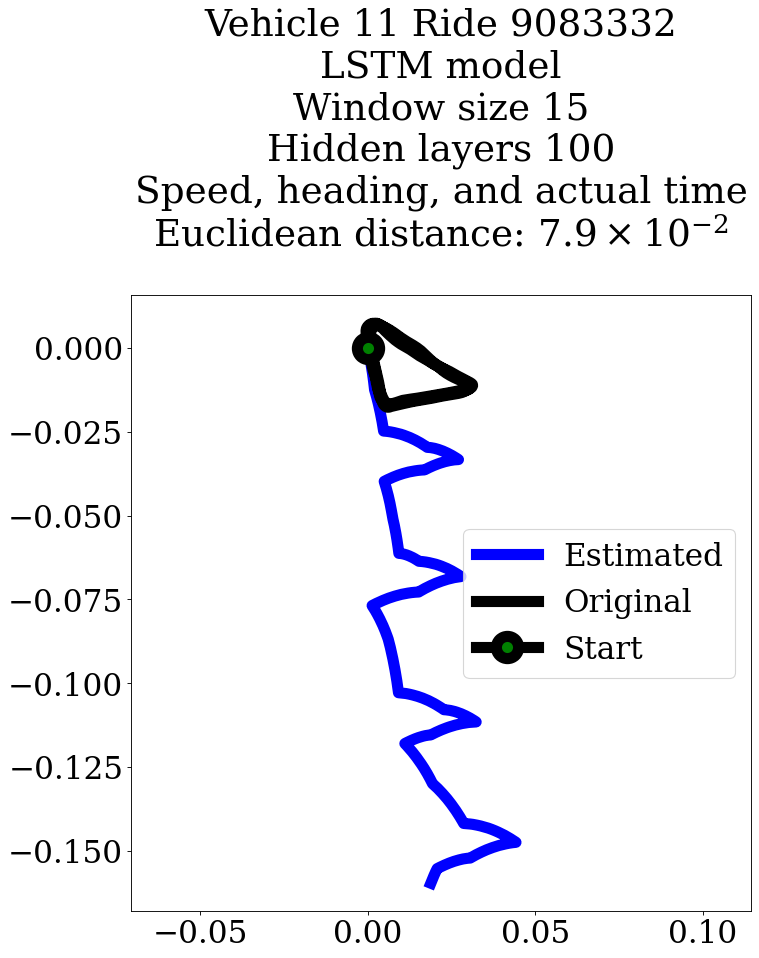 Vehicle 11 Ride 9083332
LSTM model
Window size 15
Hidden layers 100
Speed, heading, and actual time
Euclidean distance: 7.9 × 10⁻²
0.000
−0.025
−0.050
−0.075
−0.100
−0.125
−0.150
Estimated
Original
Start
−0.05 0.00 0.05 0.10